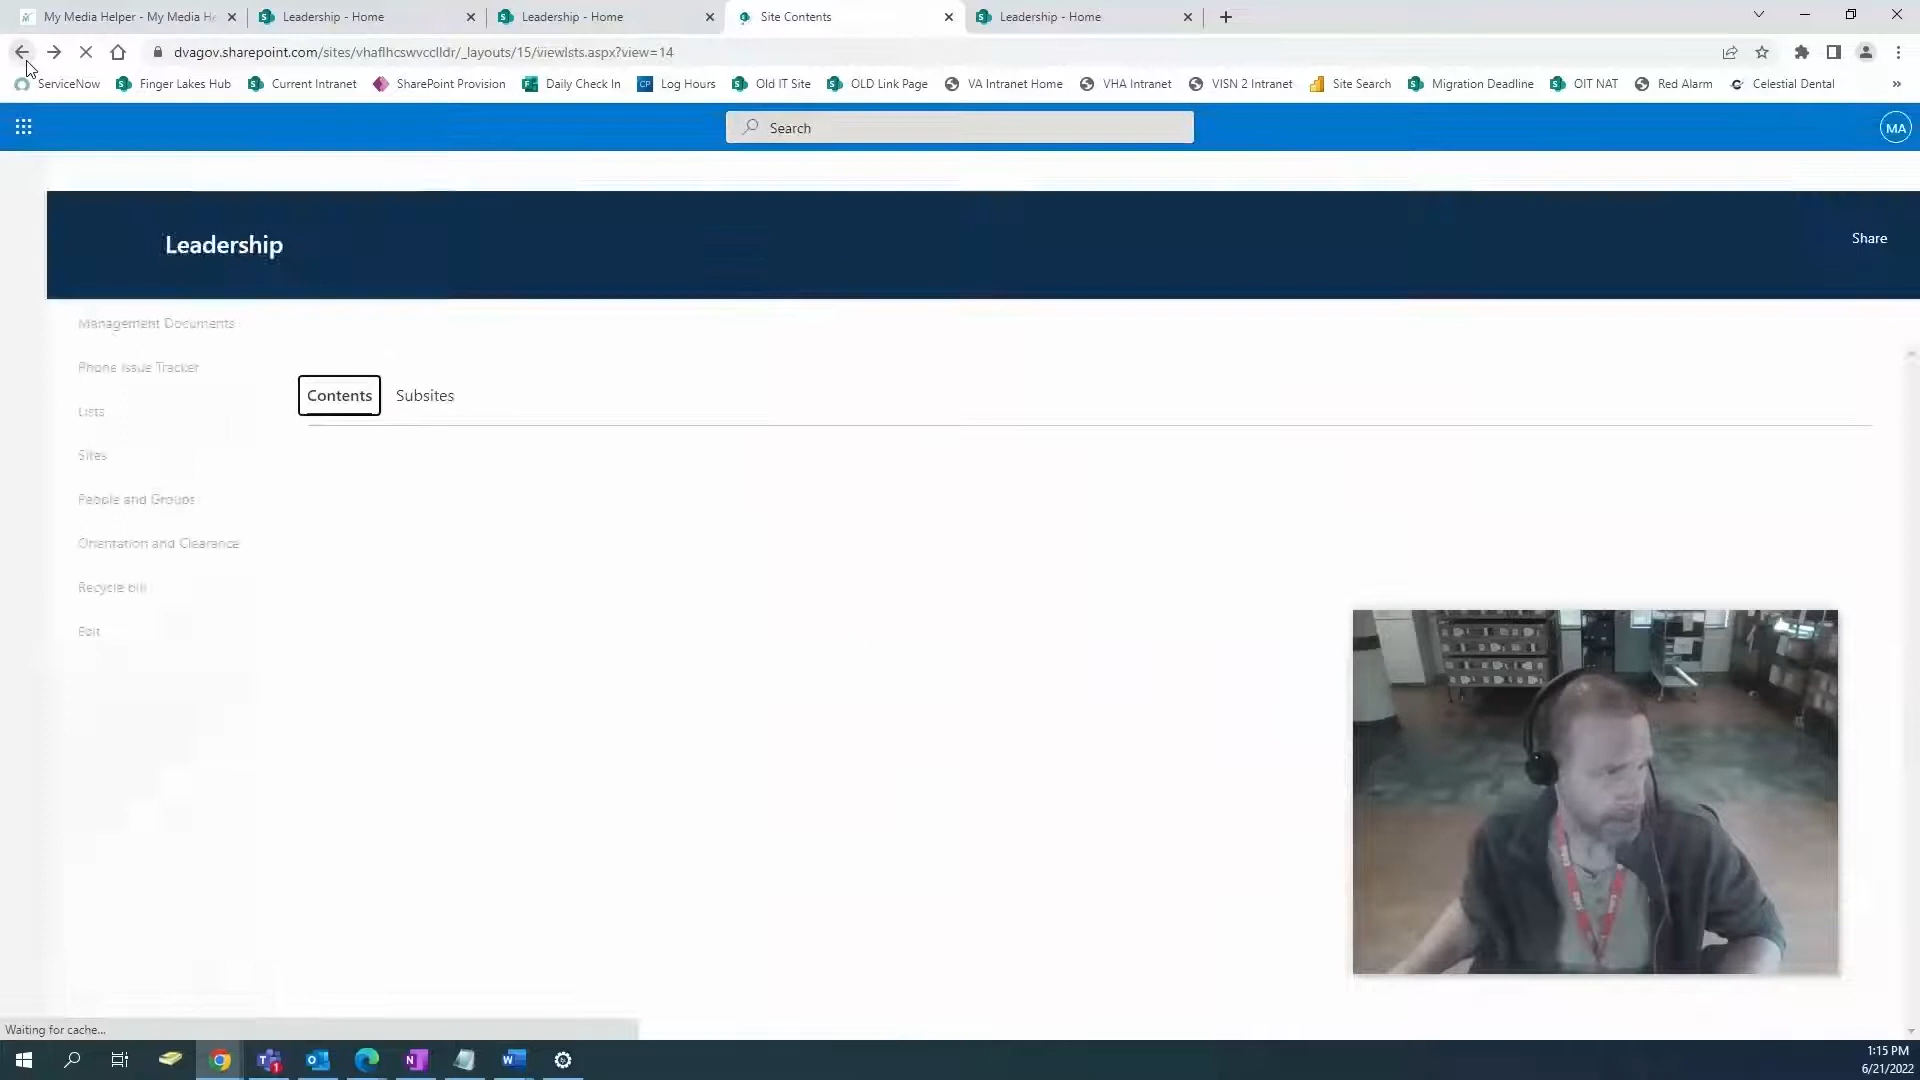 My Media Helper - My Media He
Leadership - Home
Leadership - Home
Site Contents
Leadership - Home
dvagov.sharepoint.com/sites/vhaflhcswvcclldr/_layouts/15/viewlsts.aspx?view=14
ServiceNow
Finger Lakes Hub
Current Intranet
SharePoint Provision
Daily Check In
CP
Log Hours
Old IT Site
OLD Link Page
VA Intranet Home
VHA Intranet
VISN 2 Intranet
Site Search
Migration Deadline
OIT NAT
Red Alarm
Celestial Dental
Search
MA
Leadership
Share
Management Documents
Phone Issue Tracker
Contents
Subsites
Lists
Sites
People and Groups
Orientation and Clearance
Recycle bin
Edit
Waiting for cache...
1:15 PM
6/21/2022